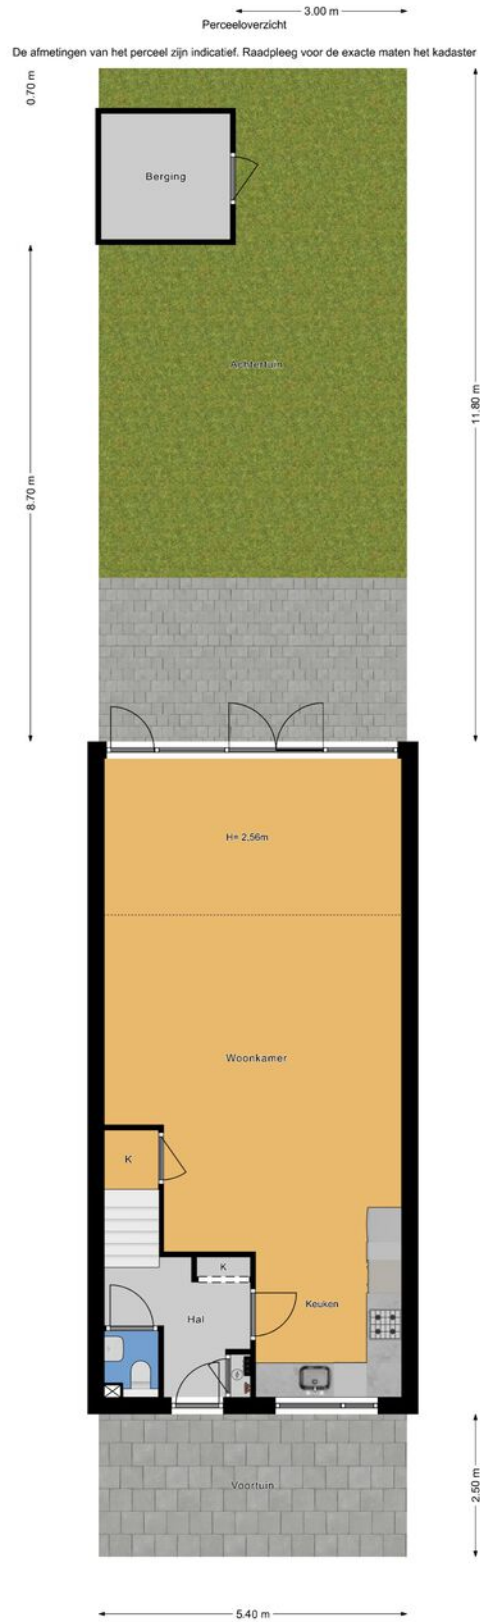 3.00 m
Perceeloverzicht
De afmetingen van het perceel zijn indicatief. Raadpleeg voor de exacte maten het kadaster
0.70 m
Berging
Achtertuin
11.80 m
8.70 m
H= 2,56m
Woonkamer
K
K
Keuken
Hal
Voortuin
2.50 m
5.40 m